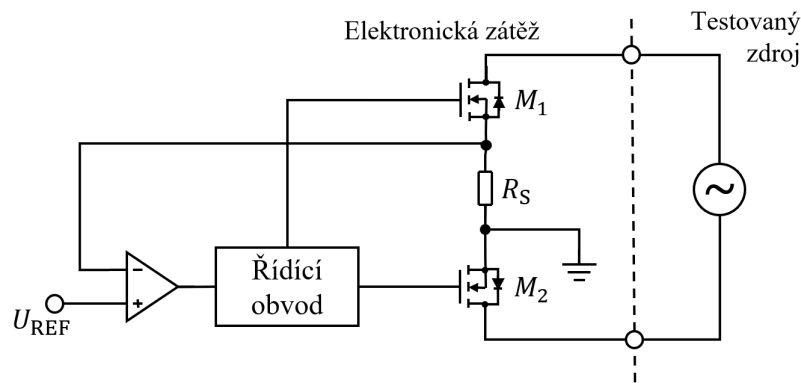 Elektronická zátěž
Testovaný
zdroj
M1
RS
~
−
+
UREF
Řídící
obvod
M2